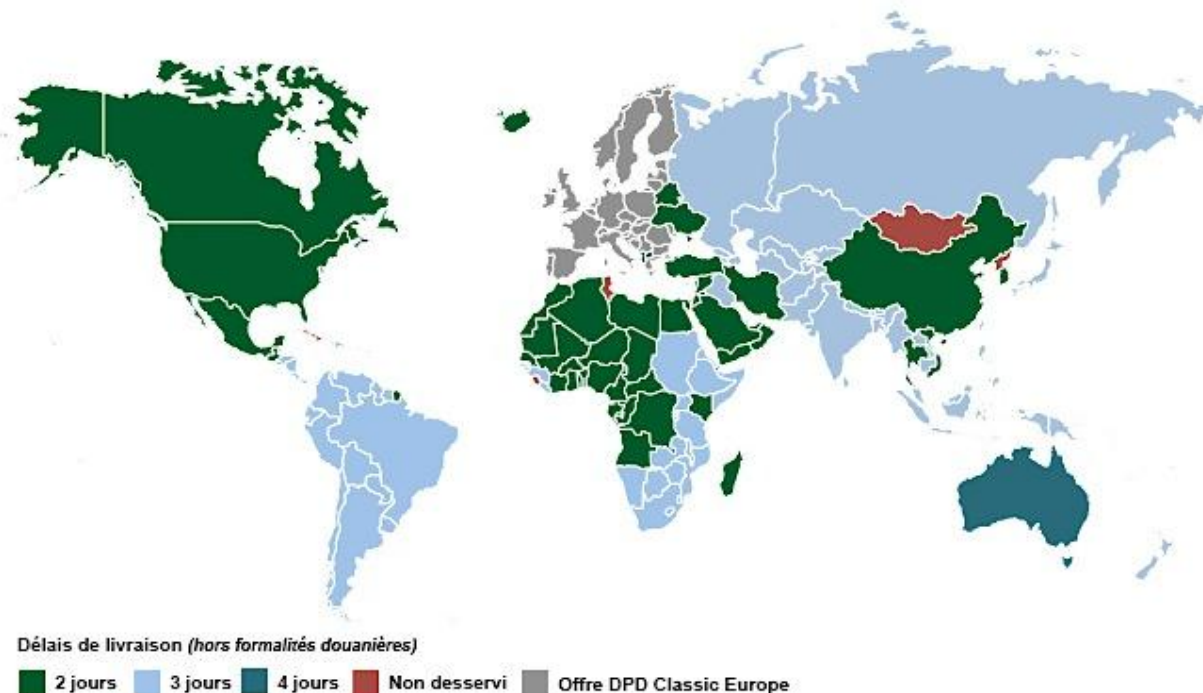 Délais de livraison (hors formalités douanières)
2 jours 3 jours 4 jours Non desservi Offre DPD Classic Europe